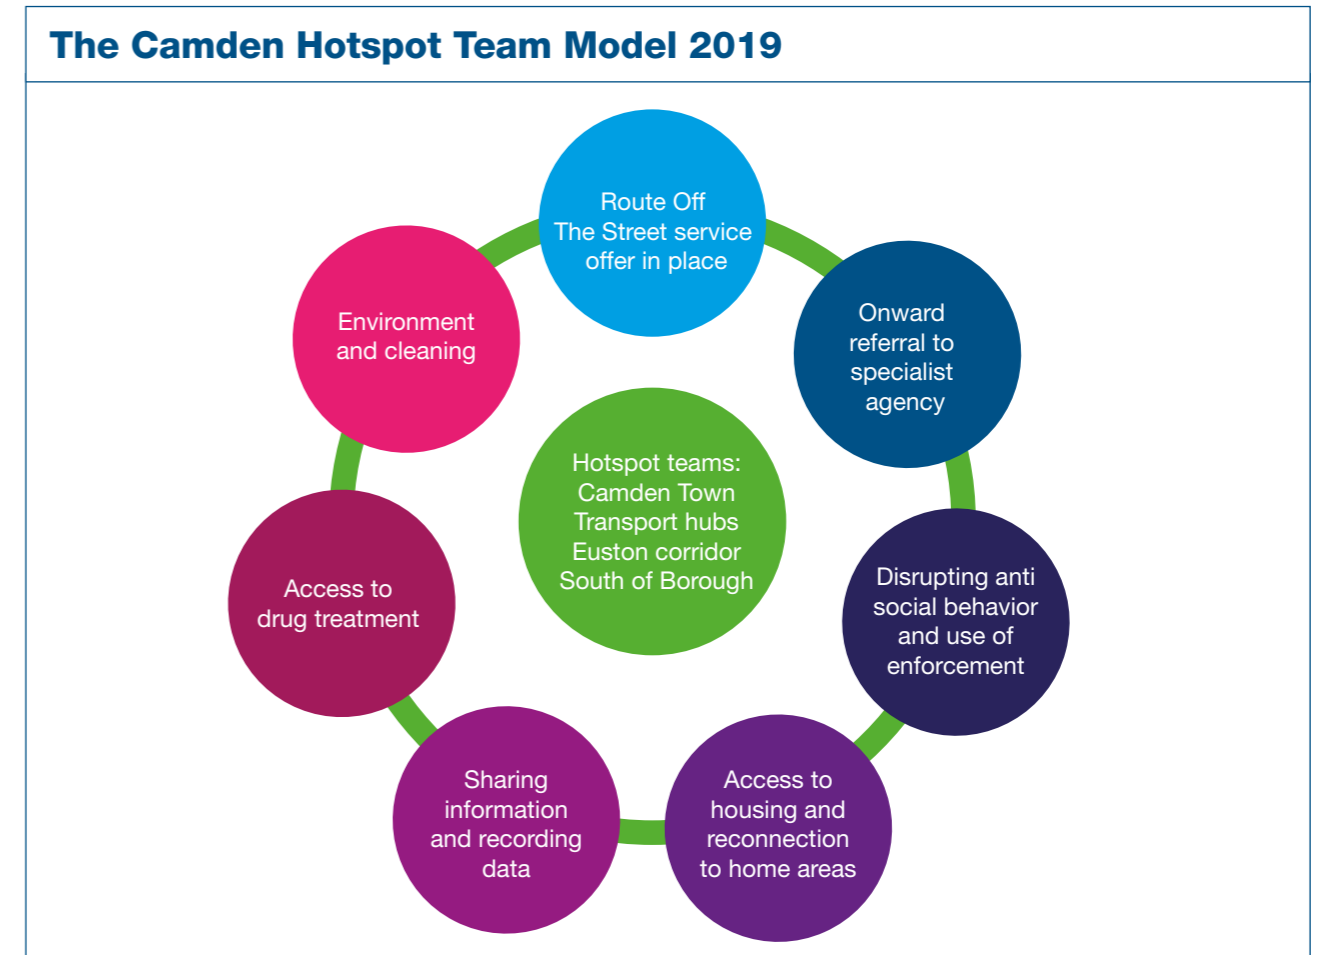 The Camden Hotspot Team Model 2019
Route Off
The Street service
offer in place
Onward
referral to
specialist
agency
Disrupting anti
social behavior
and use of
enforcement
Access to
housing and
reconnection
to home areas
Sharing
information
and recording
data
Access to
drug treatment
Environment
and cleaning
Hotspot teams:
Camden Town
Transport hubs
Euston corridor
South of Borough